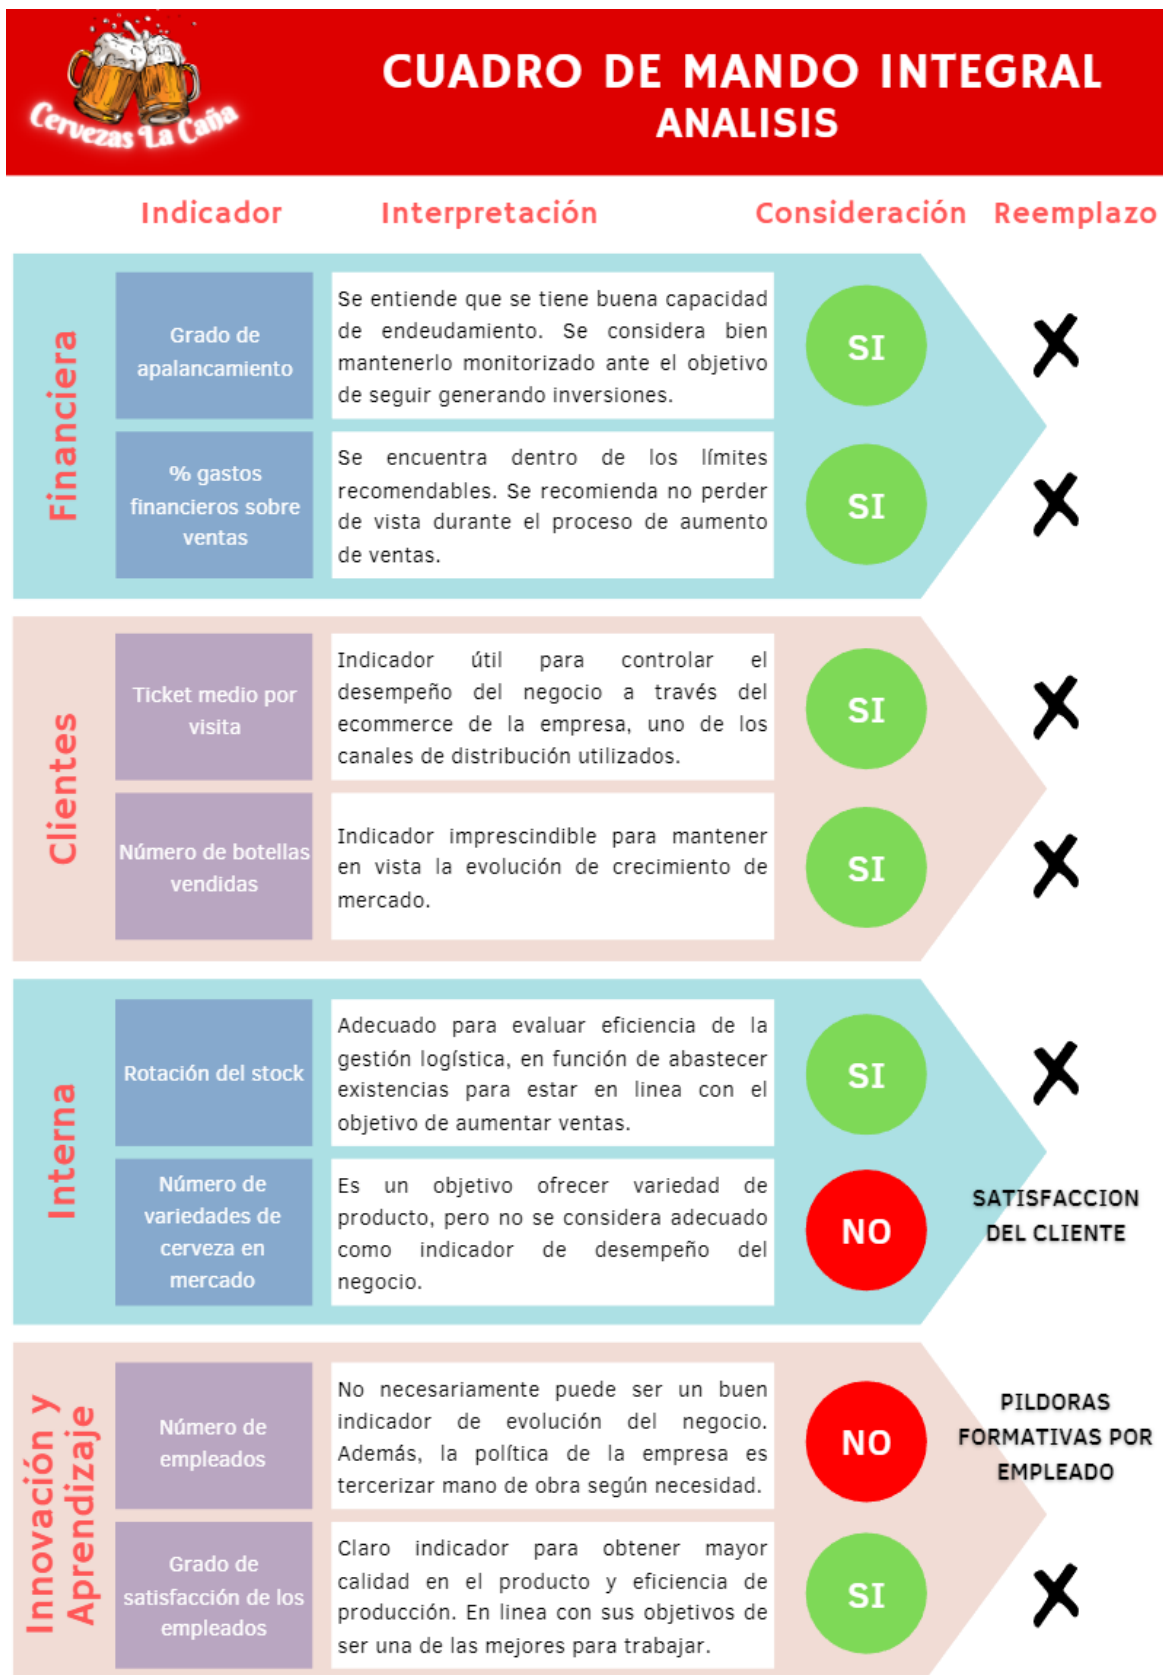 Cervezas La Caña
CUADRO DE MANDO INTEGRAL
ANALISIS
Indicador
Interpretación
Consideración
Reemplazo
Financiera
Grado de
apalancamiento
Se entiende que se tiene buena capacidad
de endeudamiento. Se considera bien
mantenerlo monitorizado ante el objetivo
de seguir generando inversiones.
SI
% gastos
financieros sobre
ventas
Se encuentra dentro de los límites
recomendables. Se recomienda no perder
de vista durante el proceso de aumento
de ventas.
SI
Clientes
Ticket medio por
visita
Indicador útil para controlar el
desempeño del negocio a través del
ecommerce de la empresa, uno de los
canales de distribución utilizados.
SI
Número de botellas
vendidas
Indicador imprescindible para mantener
en vista la evolución de crecimiento de
mercado.
SI
Interna
Rotación del stock
Adecuado para evaluar eficiencia de la
gestión logística, en función de abastecer
existencias para estar en linea con el
objetivo de aumentar ventas.
SI
Número de
variedades de
cerveza en
mercado
Es un objetivo ofrecer variedad de
producto, pero no se considera adecuado
como indicador de desempeño del
negocio.
NO
SATISFACCION
DEL CLIENTE
Innovación y
Aprendizaje
Número de
empleados
No necesariamente puede ser un buen
indicador de evolución del negocio.
Además, la política de la empresa es
tercerizar mano de obra según necesidad.
NO
PILDORAS
FORMATIVAS POR
EMPLEADO
Grado de
satisfacción de los
empleados
Claro indicador para obtener mayor
calidad en el producto y eficiencia de
producción. En linea con sus objetivos de
ser una de las mejores para trabajar.
SI